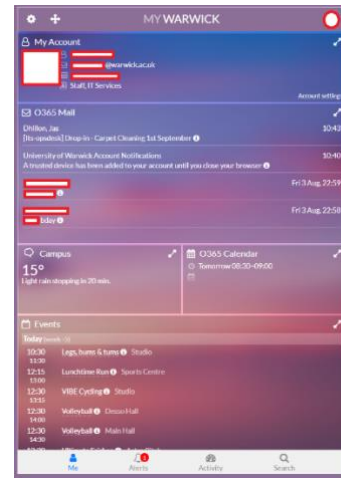 MY WARWICK
My Account
@warwick.ac.uk
Staff, IT Services
Account settings
O365 Mail
Dhillon, Jas 10:43
[Its-opsdesk] Drop-in - Carpet Cleaning 1st September
University of Warwick Account Notifications 10:40
A trusted device has been added to your account until you close your browser
Fri 3 Aug, 22:59
Fri 3 Aug, 22:58
bday
Campus
15°
Light rain stopping in 20 min.
O365 Calendar
Tomorrow 08:30-09:00
Events
Today
10:30 Legs, bums & tums Studio
11:30
12:15 Lunchtime Run Sports Centre
13:00
12:30 VIBE Cycling Studio
13:15
12:30 Volleyball Desso Hall
14:00
12:30 Volleyball Main Hall
14:30
Me
Alerts
1
Activity
Search